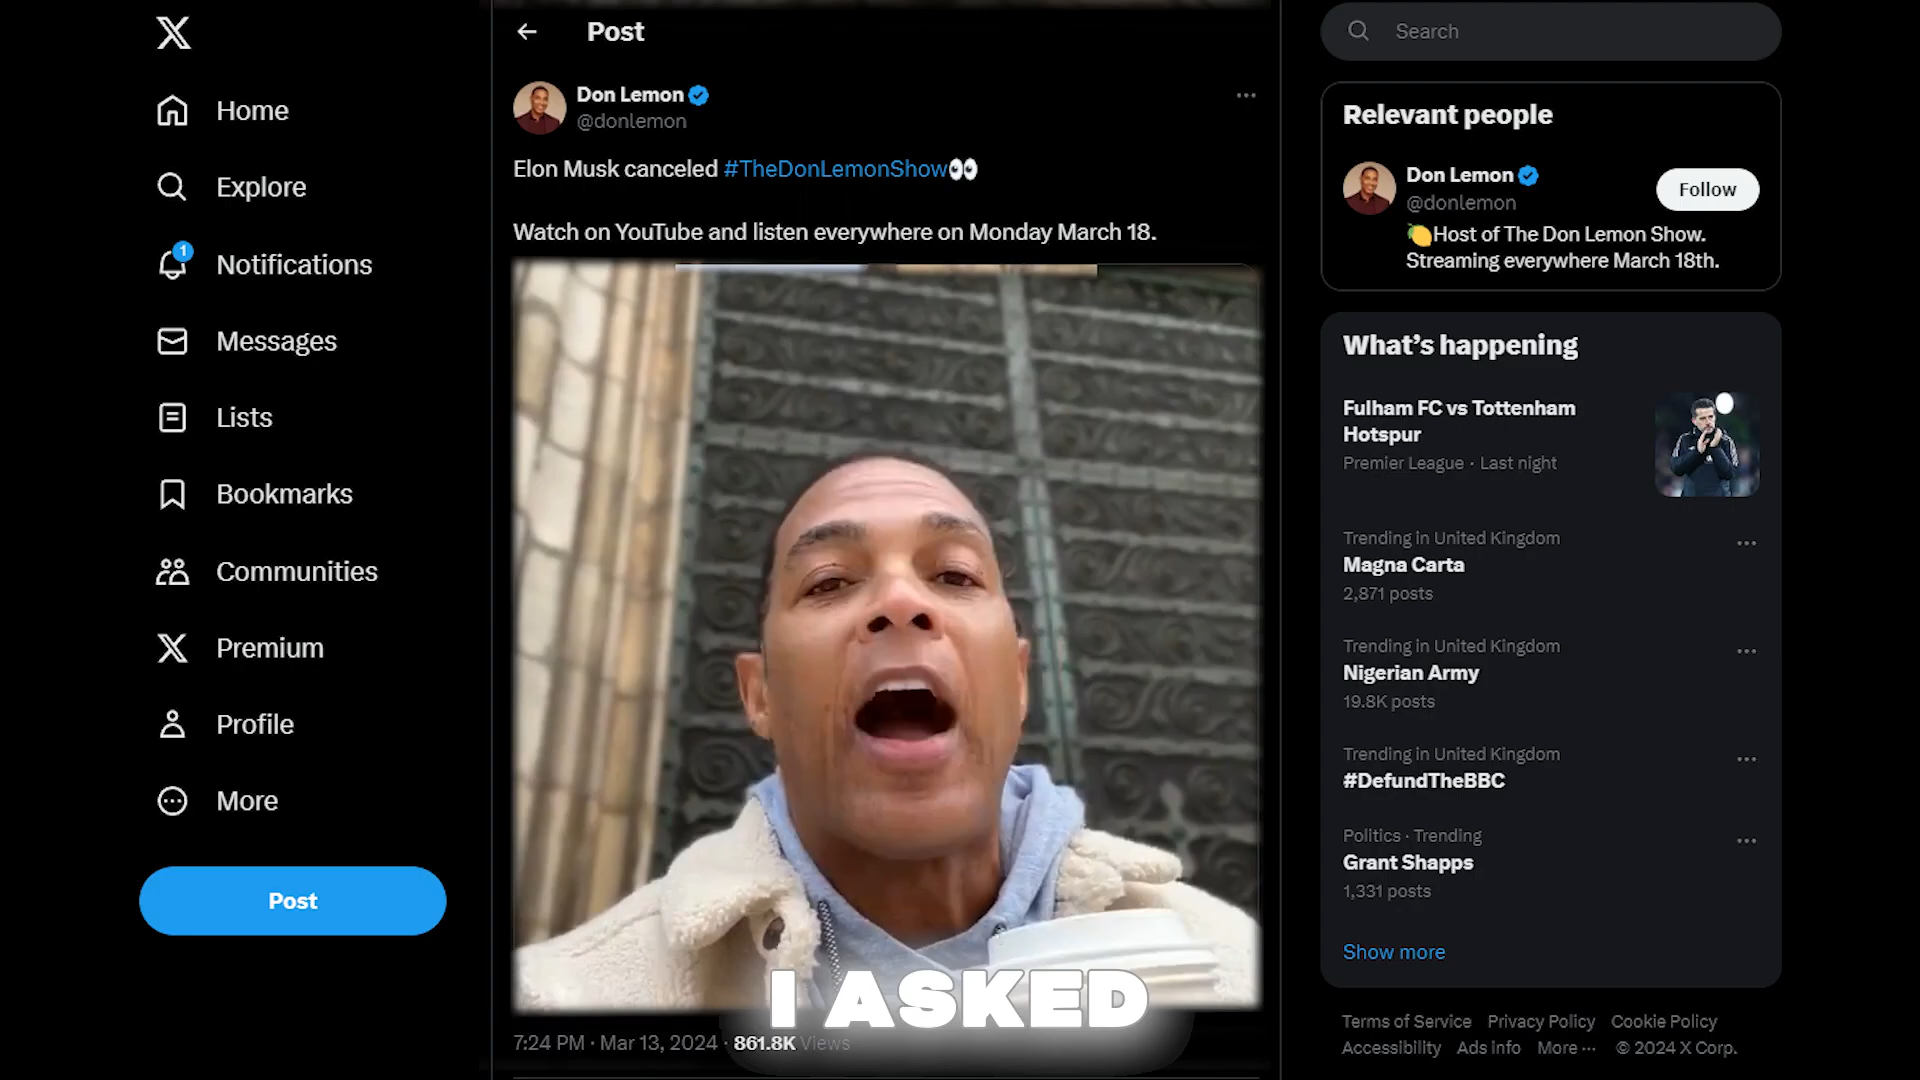 Home
Explore
1
Notifications
Messages
Lists
Bookmarks
Communities
Premium
Profile
More
Post
Post
Don Lemon
@donlemon
Elon Musk canceled #TheDonLemonShow👀
Watch on YouTube and listen everywhere on Monday March 18.
I ASKED
7:24 PM · Mar 13, 2024 · 861.8K Views
Search
Relevant people
Don Lemon
@donlemon
Follow
🍋Host of The Don Lemon Show.
Streaming everywhere March 18th.
What's happening
Fulham FC vs Tottenham
Hotspur
Premier League · Last night
Trending in United Kingdom
Magna Carta
2,871 posts
Trending in United Kingdom
Nigerian Army
19.8K posts
Trending in United Kingdom
#DefundTheBBC
Politics · Trending
Grant Shapps
1,331 posts
Show more
Terms of Service Privacy Policy Cookie Policy
Accessibility Ads info More ··· © 2024 X Corp.